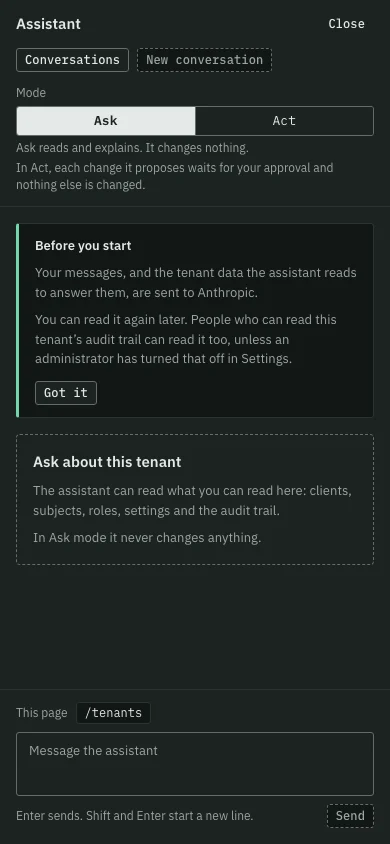 Assistant
Close
Conversations
New conversation
Mode
Ask
Act
Ask reads and explains. It changes nothing.
In Act, each change it proposes waits for your approval and
nothing else is changed.
Before you start
Your messages, and the tenant data the assistant reads
to answer them, are sent to Anthropic.
You can read it again later. People who can read this
tenant’s audit trail can read it too, unless an
administrator has turned that off in Settings.
Got it
Ask about this tenant
The assistant can read what you can read here: clients,
subjects, roles, settings and the audit trail.
In Ask mode it never changes anything.
This page
/tenants
Message the assistant
Enter sends. Shift and Enter start a new line.
Send